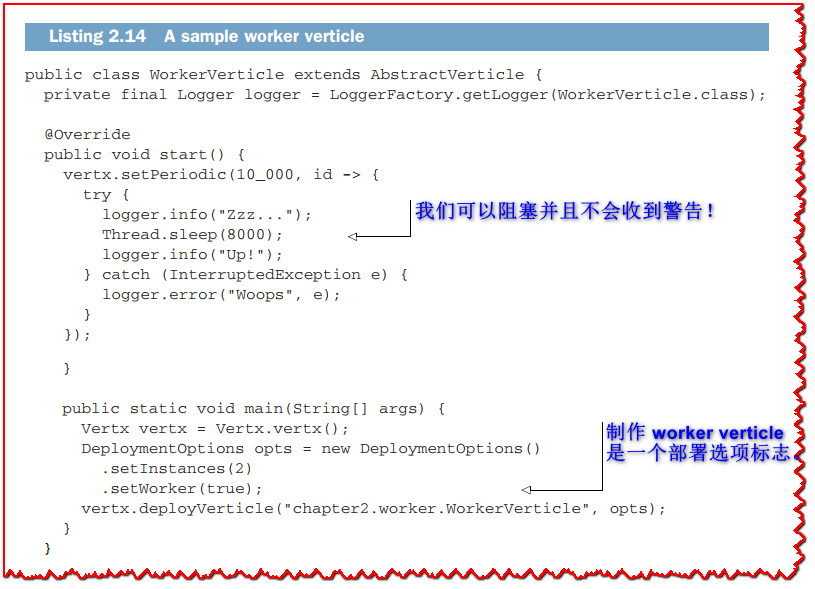 Listing 2.14 A sample worker verticle
public class WorkerVerticle extends AbstractVerticle {
private final Logger logger = LoggerFactory.getLogger(WorkerVerticle.class);
@Override
public void start() {
vertx.setPeriodic(10_000, id -> {
try {
logger.info("Zzz...");
我们可以阻塞并且不会收到警告！
Thread.sleep(8000);
logger.info("Up!");
} catch (InterruptedException e) {
logger.error("Woops", e);
}
});
}
public static void main(String[] args) {
Vertx vertx = Vertx.vertx();
制作 worker verticle
DeploymentOptions opts = new DeploymentOptions()
是一个部署选项标志。
.setInstances(2)
.setWorker(true);
vertx.deployVerticle("chapter2.worker.WorkerVerticle", opts);
}
}